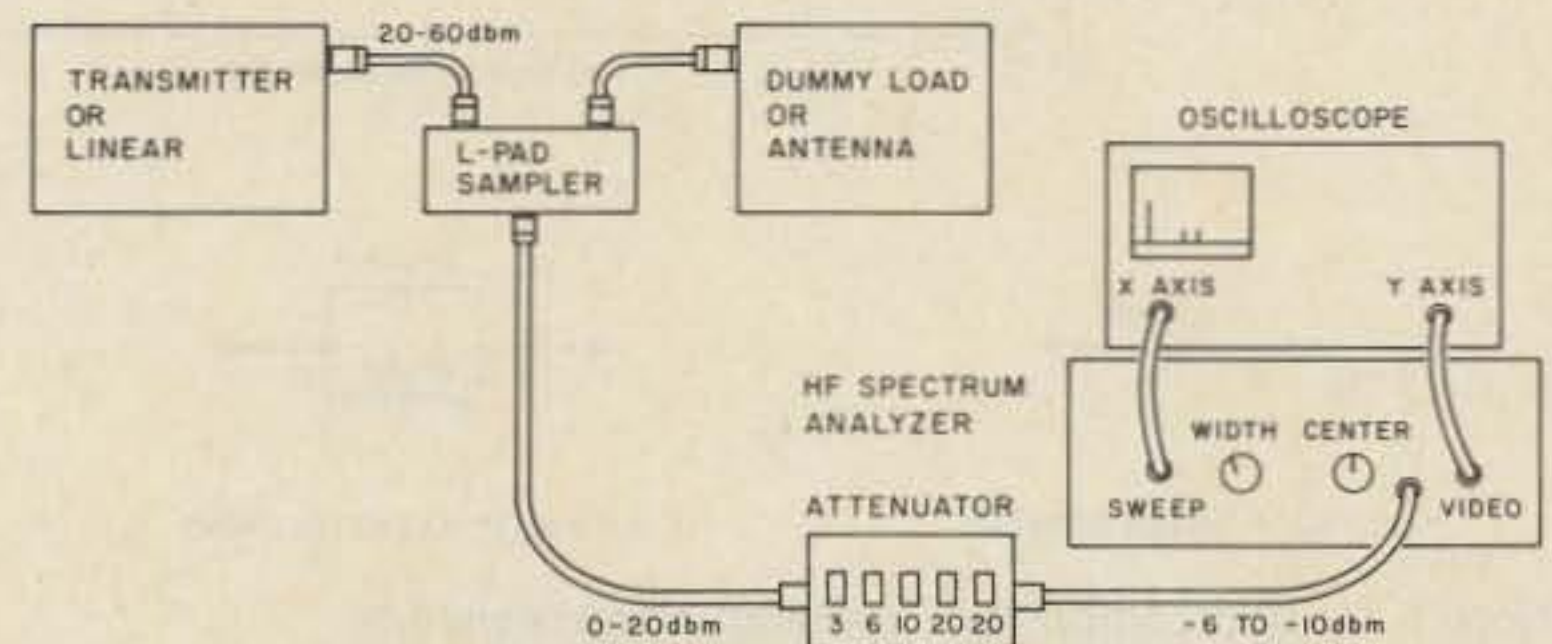 20-60dbm
TRANSMITTER
OR
LINEAR
L-PAD
SAMPLER
DUMMY LOAD
OR
ANTENNA
OSCILLOSCOPE
X AXIS
Y AXIS
HF SPECTRUM
ANALYZER
WIDTH CENTER
SWEEP
VIDEO
ATTENUATOR
3 6 10 20 20
0-20dbm
-6 TO -10dbm